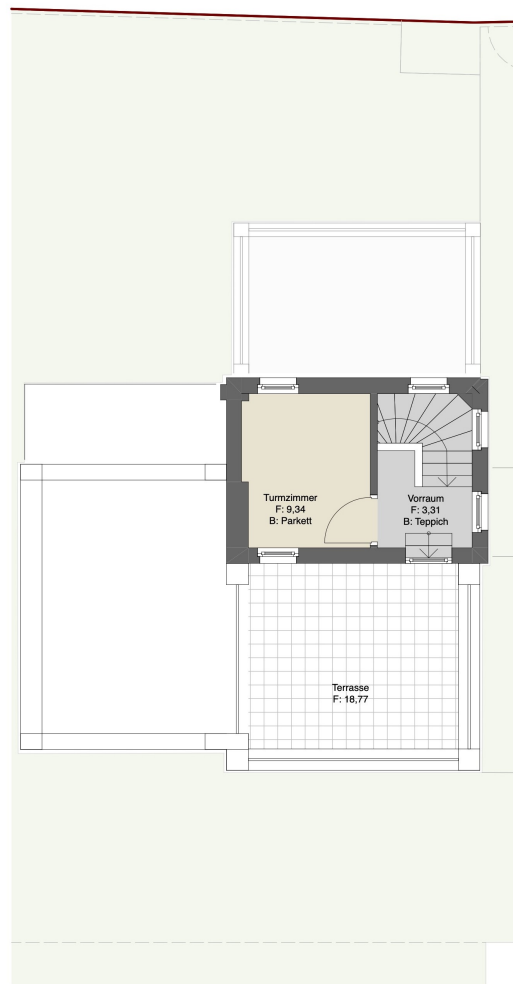 Turmzimmer
F: 9,34
B: Parkett
Vorraum
F: 3,31
B: Teppich
Terrasse
F: 18,77